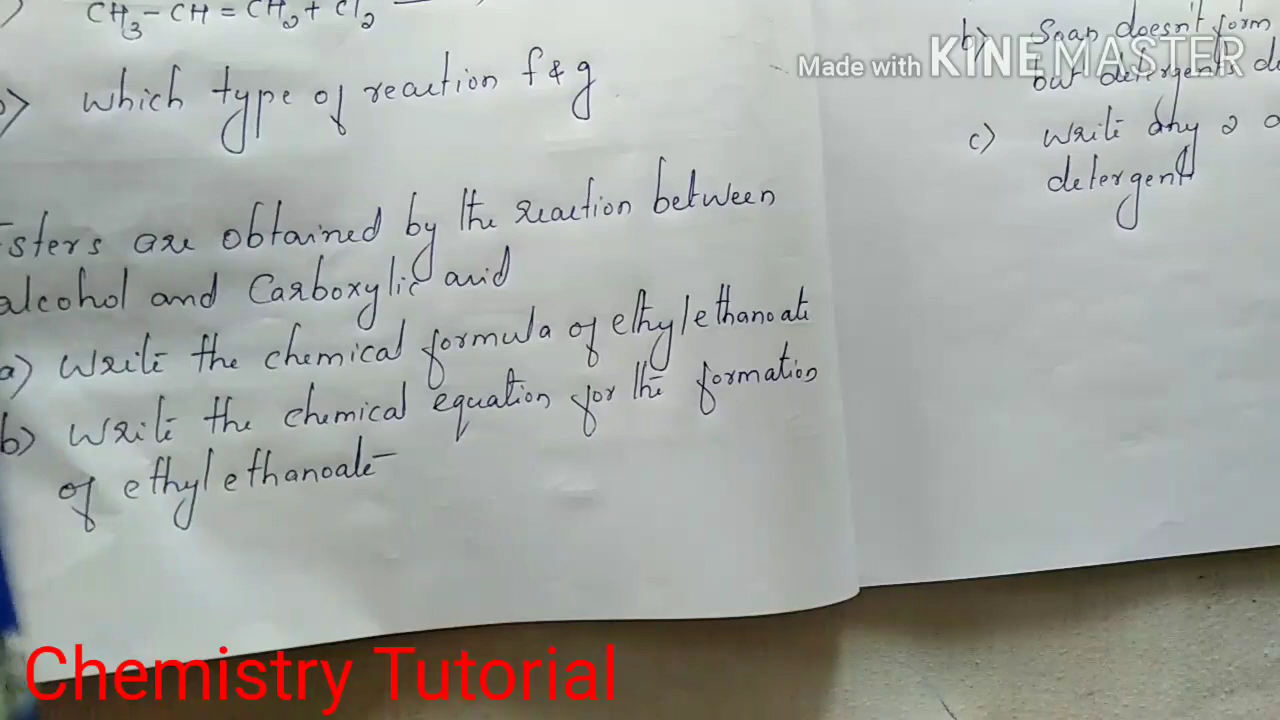 CH₃-CH=CH₂+Cl₂
which type of reaction f & g
sters are obtained by the reaction between
alcohol and Carboxylic acid
a) Write the chemical formula of ethylethanoate
b) Write the chemical equation for the formation
of ethylethanoate
b) Soap doesn't form
but detergents
c) Write any 2
detergent
Made with KINEMASTER
Chemistry Tutorial